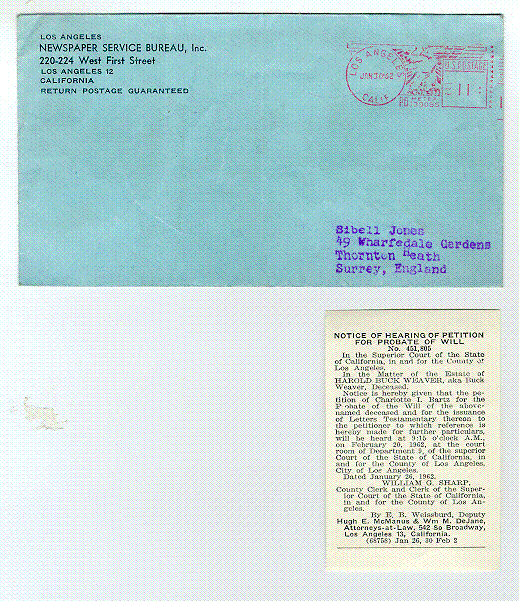 LOS ANGELES
NEWSPAPER SERVICE BUREAU, Inc.
220-224 West First Street
LOS ANGELES 12
CALIFORNIA
RETURN POSTAGE GUARANTEED
LOS ANGELES
JAN 30 '62
CALIF.
U.S. POSTAGE
11
P.B. METER
Sibell Jones
49 Wharfedale Gardens
Thornton Heath
Surrey, England
NOTICE OF HEARING OF PETITION
FOR PROBATE OF WILL
No. 451,805
In the Superior Court of the State
of California, in and for the County of
Los Angeles.
In the Matter of the Estate of
HAROLD BUCK WEAVER, aka Buck
Weaver, Deceased.
Notice is hereby given that the pe-
tition of Charlotte I. Bartz for the
Probate of the Will of the above-
named deceased and for the issuance
of Letters Testamentary thereon to
the petitioner to which reference is
hereby made for further particulars,
will be heard at 9:15 o'clock A.M.,
on February 20, 1962, at the court
room of Department 9, of the superior
Court of the State of California, in
and for the County of Los Angeles,
City of Los Angeles.
Dated January 26, 1962.
WILLIAM G. SHARP,
County Clerk and Clerk of the Super-
ior Court of the State of California,
in and for the County of Los An-
geles.
By E. B. Weissburd, Deputy
Hugh E. McManus & Wm M. DeJane,
Attorneys-at-Law, 542 So Broadway,
Los Angeles 13, California.
(68758) Jan 26, 30 Feb 2